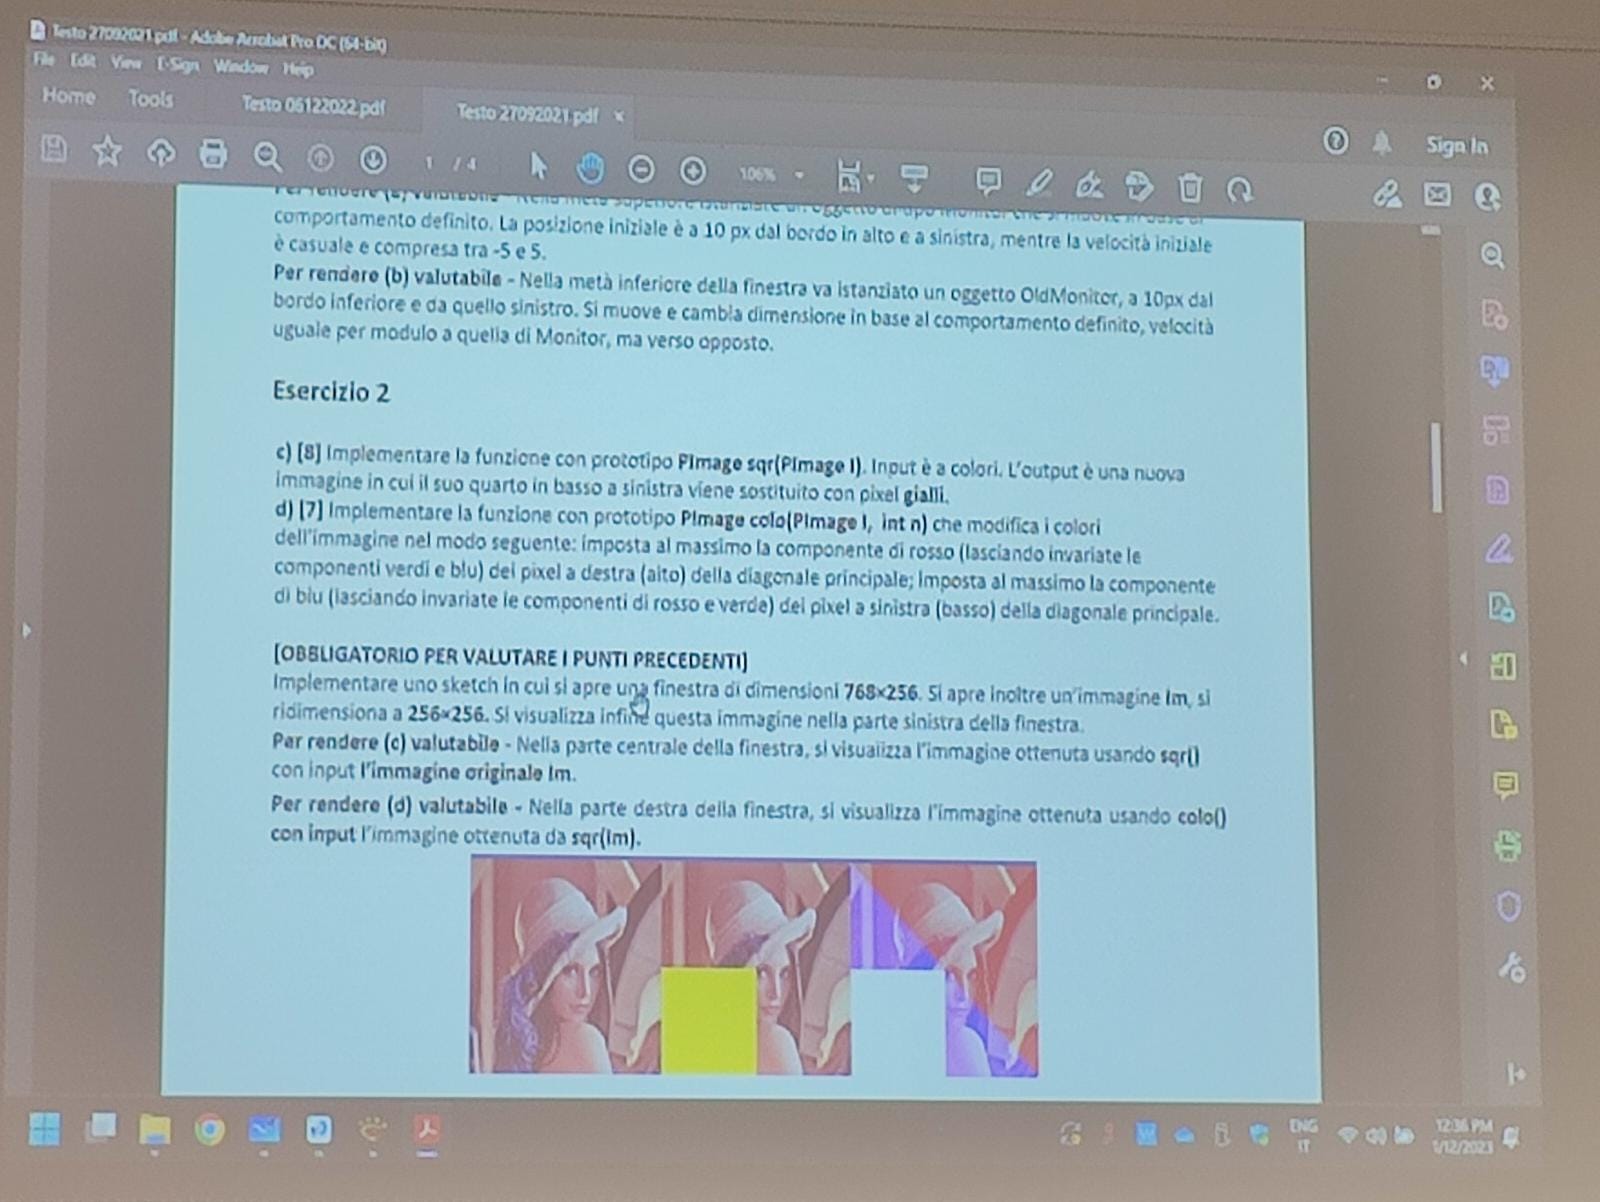 Testo 27092021.pdf - Adobe Acrobat Pro DC (64-bit)
File Edit View E-Sign Window Help
Home Tools Testo 06122022.pdf Testo 27092021.pdf ×
1 / 4 106% Sign In
comportamento definito. La posizione iniziale è a 10 px dal bordo in alto e a sinistra, mentre la velocità iniziale
è casuale e compresa tra -5 e 5.
Per rendere (b) valutabile - Nella metà inferiore della finestra va istanziato un oggetto OldMonitor, a 10px dal
bordo inferiore e da quello sinistro. Si muove e cambia dimensione in base al comportamento definito, velocità
uguale per modulo a quella di Monitor, ma verso opposto.
Esercizio 2
c) [8] Implementare la funzione con prototipo PImage sqr(PImage I). Input è a colori. L'output è una nuova
immagine in cui il suo quarto in basso a sinistra viene sostituito con pixel gialli.
d) [7] Implementare la funzione con prototipo PImage colo(PImage I, int n) che modifica i colori
dell'immagine nel modo seguente: imposta al massimo la componente di rosso (lasciando invariate le
componenti verdi e blu) dei pixel a destra (alto) della diagonale principale; imposta al massimo la componente
di blu (lasciando invariate le componenti di rosso e verde) dei pixel a sinistra (basso) della diagonale principale.
[OBBLIGATORIO PER VALUTARE I PUNTI PRECEDENTI]
Implementare uno sketch in cui si apre una finestra di dimensioni 768×256. Si apre inoltre un'immagine Im, si
ridimensiona a 256×256. Si visualizza infine questa immagine nella parte sinistra della finestra.
Per rendere (c) valutabile - Nella parte centrale della finestra, si visualizza l'immagine ottenuta usando sqr()
con input l'immagine originale Im.
Per rendere (d) valutabile - Nella parte destra della finestra, si visualizza l'immagine ottenuta usando colo()
con input l'immagine ottenuta da sqr(Im).
ENG
IT
12:36 PM
1/12/2023